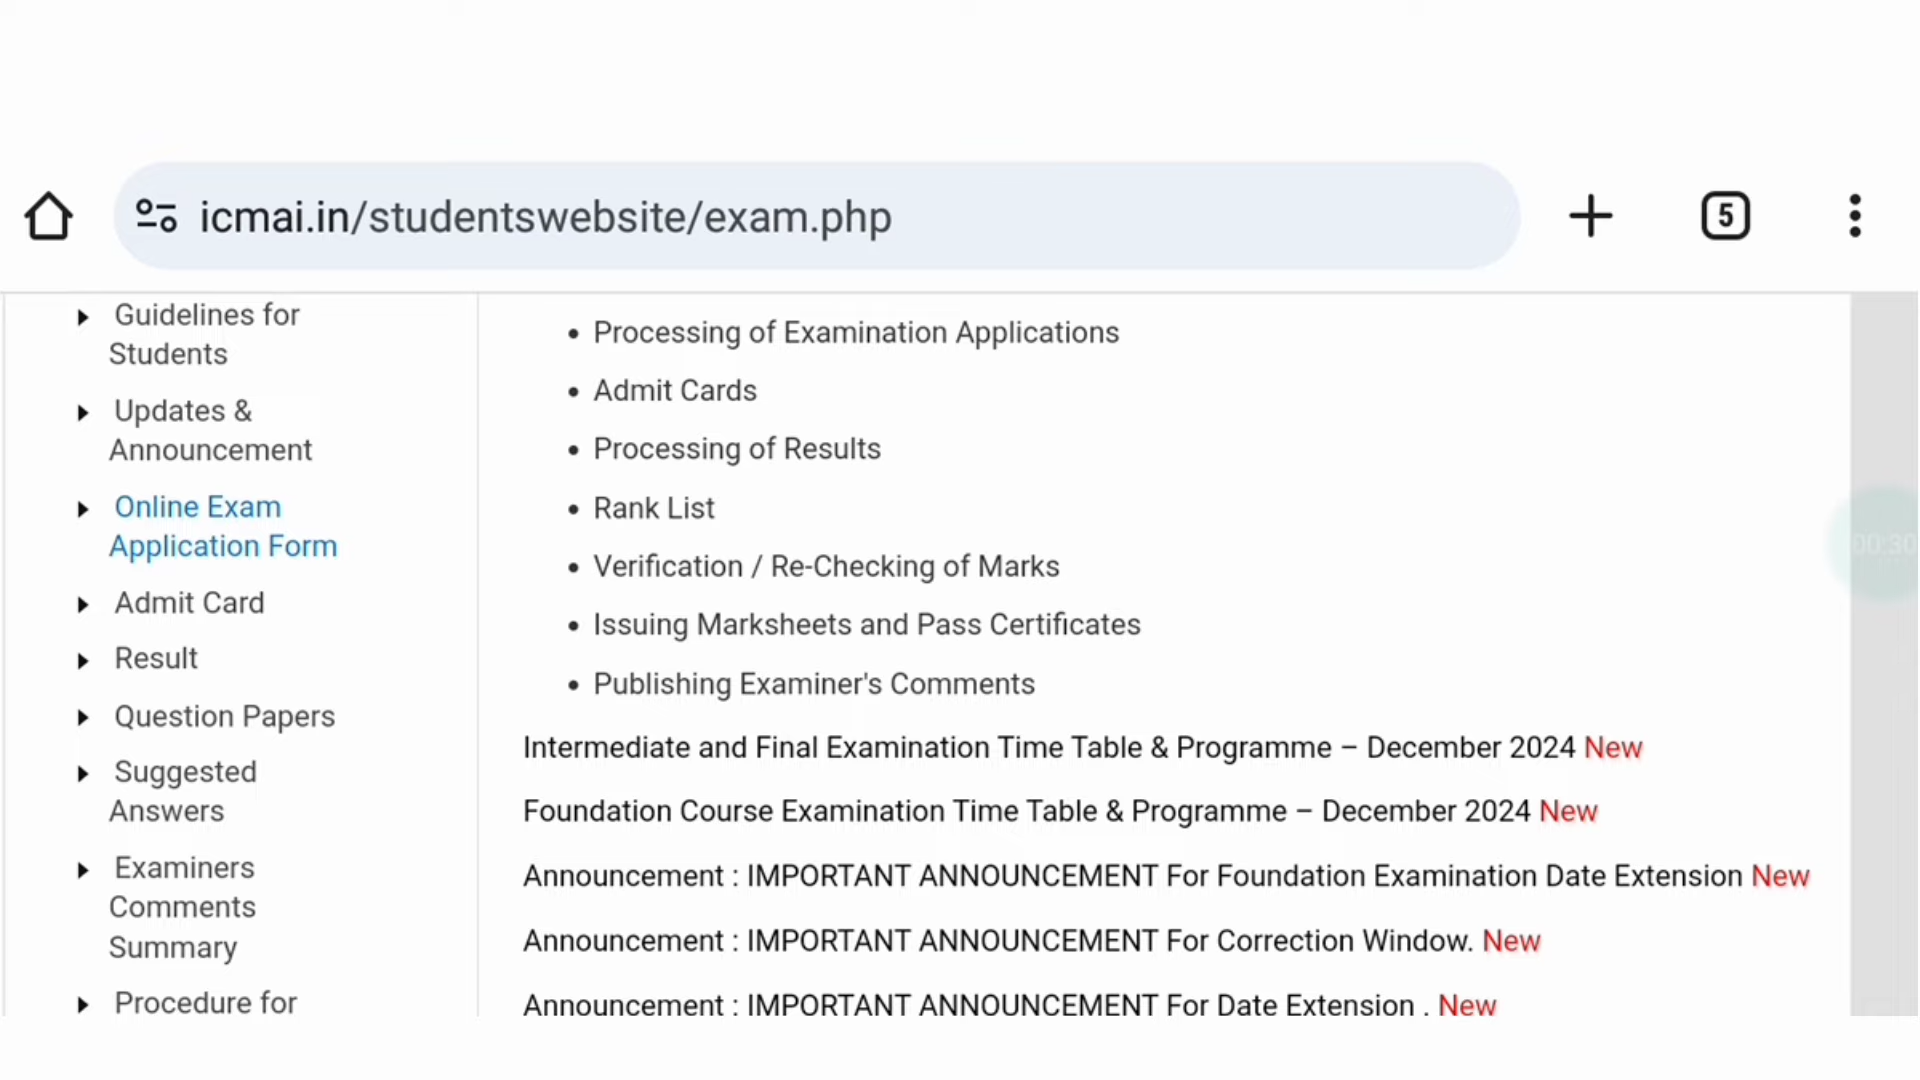 icmai.in/studentswebsite/exam.php
5
Guidelines for
Students
Updates &
Announcement
Online Exam
Application Form
Admit Card
Result
Question Papers
Suggested
Answers
Examiners
Comments
Summary
Procedure for
• Processing of Examination Applications
• Admit Cards
• Processing of Results
• Rank List
• Verification / Re-Checking of Marks
• Issuing Marksheets and Pass Certificates
• Publishing Examiner's Comments
Intermediate and Final Examination Time Table & Programme – December 2024 New
Foundation Course Examination Time Table & Programme – December 2024 New
Announcement : IMPORTANT ANNOUNCEMENT For Foundation Examination Date Extension New
Announcement : IMPORTANT ANNOUNCEMENT For Correction Window. New
Announcement : IMPORTANT ANNOUNCEMENT For Date Extension . New
00:30